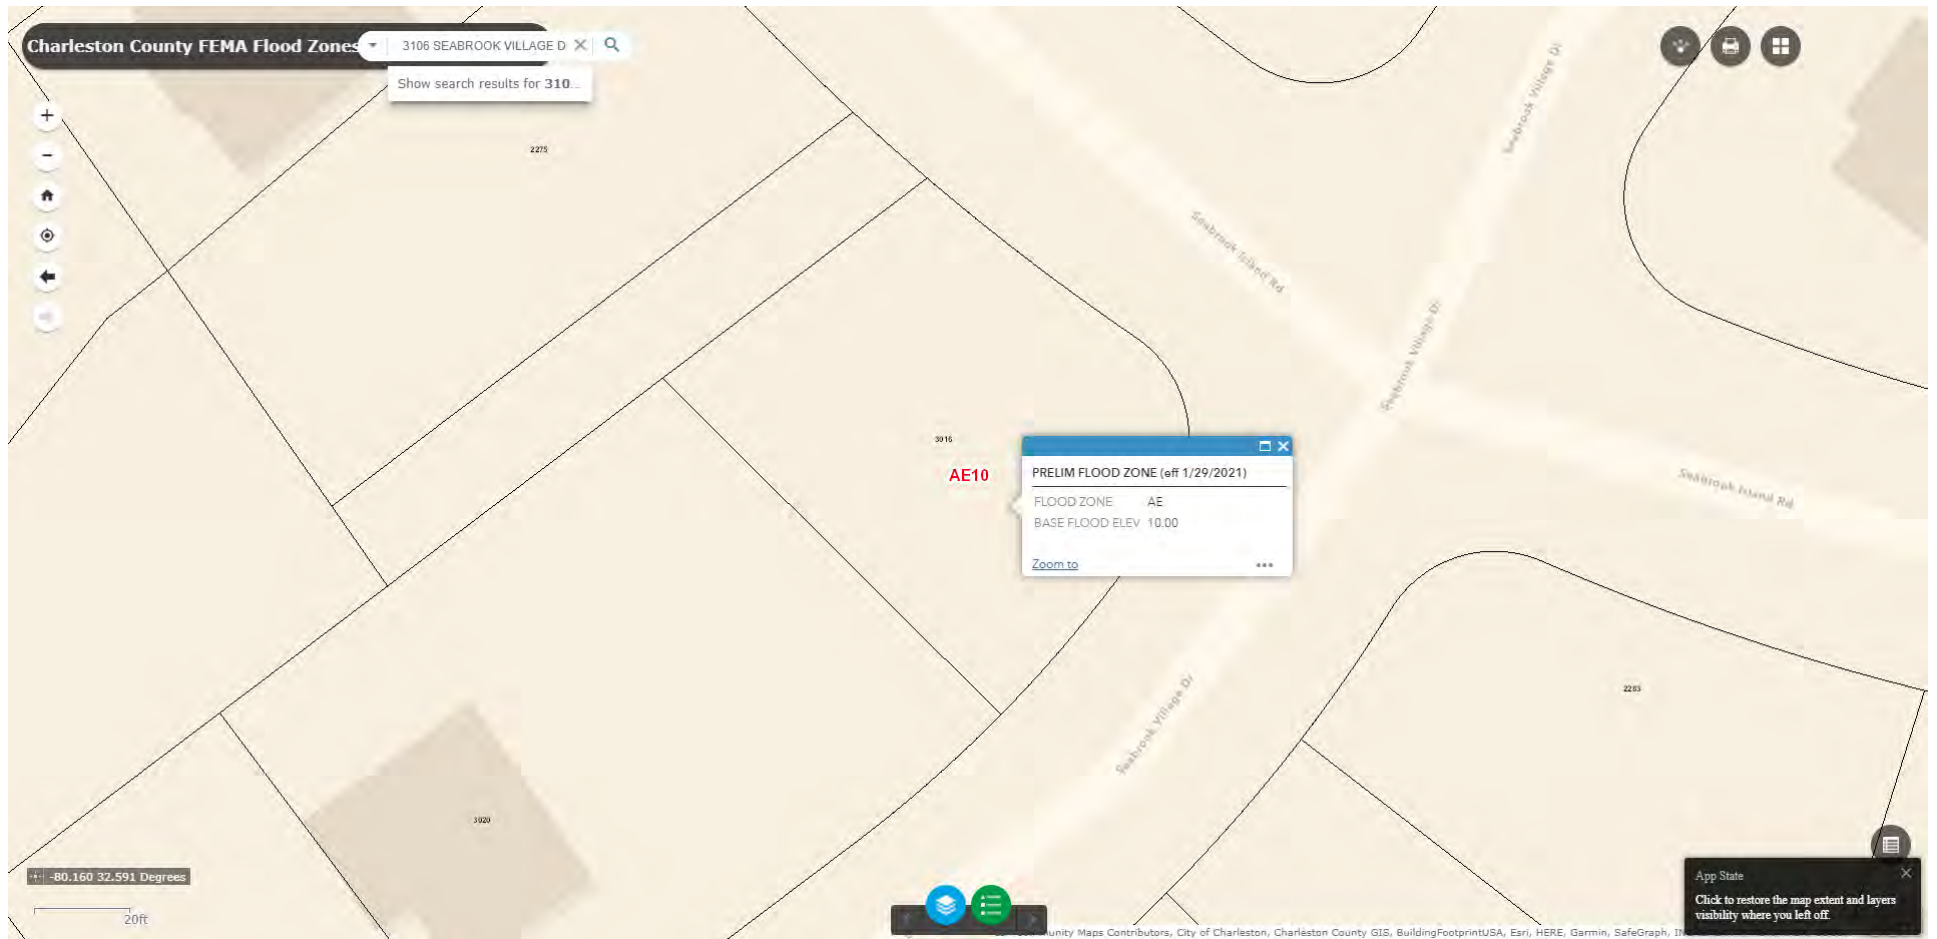 Charleston County FEMA Flood Zones
3106 SEABROOK VILLAGE D
Show search results for 310...
2275
Seabrook Village Dr
Seabrook Island Rd
Seabrook Village Dr
3916
AE10
PRELIM FLOOD ZONE (eff 1/29/2021)
FLOOD ZONE AE
BASE FLOOD ELEV 10.00
Zoom to
Seabrook Island Rd
Seabrook Village Dr
2283
3920
-80.160 32.591 Degrees
20ft
App State
Click to restore the map extent and layers
visibility where you left off.
Maps Contributors, City of Charleston, Charleston County GIS, BuildingFootprintUSA, Esri, HERE, Garmin, SafeGraph,